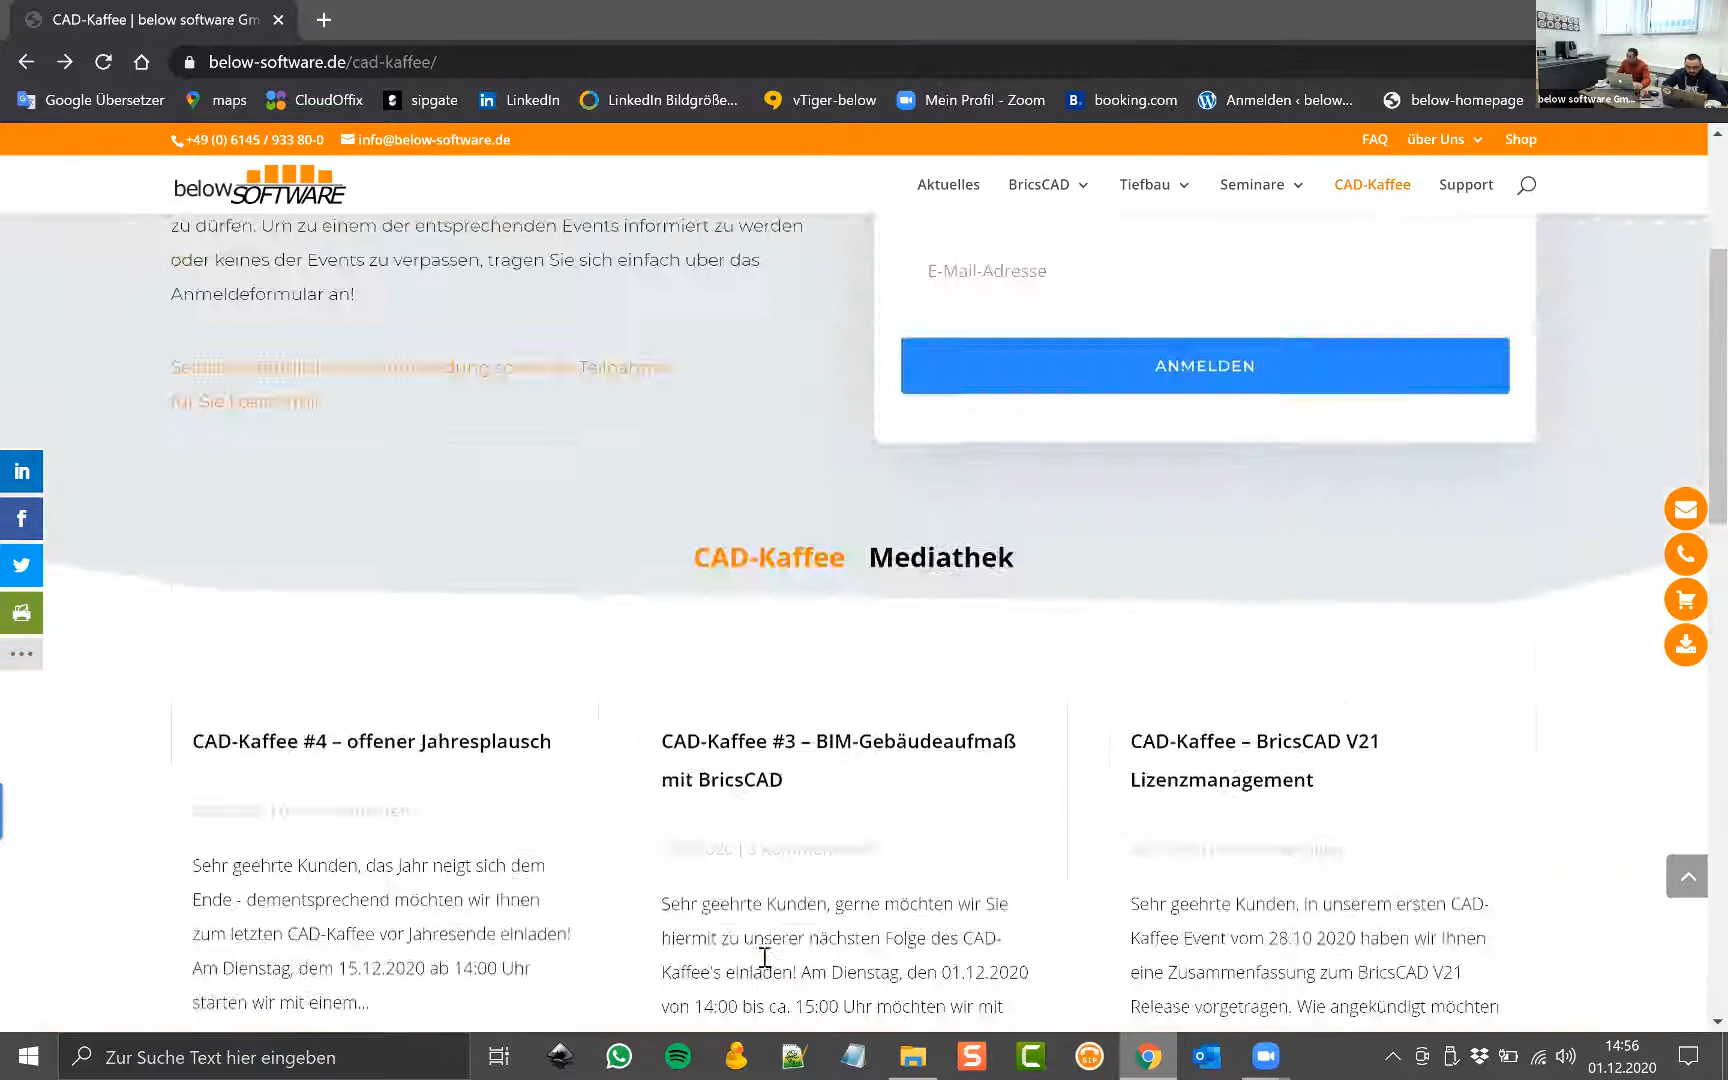 CAD-Kaffee | below software Gm
below-software.de/cad-kaffee/
Google Übersetzer
maps
CloudOffix
sipgate
LinkedIn
LinkedIn Bildgröße...
vTiger-below
Mein Profil - Zoom
booking.com
Anmelden ‹ below...
below-homepage
below software Gm...
+49 (0) 6145 / 933 80-0
info@below-software.de
FAQ
über Uns
Shop
belowSOFTWARE
Aktuelles
BricsCAD
Tiefbau
Seminare
CAD-Kaffee
Support
zu dürfen. Um zu einem der entsprechenden Events informiert zu werden
oder keines der Events zu verpassen, tragen Sie sich einfach über das
Anmeldeformular an!
E-Mail-Adresse
ANMELDEN
CAD-Kaffee Mediathek
CAD-Kaffee #4 – offener Jahresplausch
Sehr geehrte Kunden, das Jahr neigt sich dem
Ende - dementsprechend möchten wir Ihnen
zum letzten CAD-Kaffee vor Jahresende einladen!
Am Dienstag, dem 15.12.2020 ab 14:00 Uhr
starten wir mit einem...
CAD-Kaffee #3 – BIM-Gebäudeaufmaß
mit BricsCAD
Sehr geehrte Kunden, gerne möchten wir Sie
hiermit zu unserer nächsten Folge des CAD-
Kaffee's einladen! Am Dienstag, den 01.12.2020
von 14:00 bis ca. 15:00 Uhr möchten wir mit
CAD-Kaffee – BricsCAD V21
Lizenzmanagement
Sehr geehrte Kunden, In unserem ersten CAD-
Kaffee Event vom 28.10 2020 haben wir Ihnen
eine Zusammenfassung zum BricsCAD V21
Release vorgetragen. Wie angekündigt möchten
Zur Suche Text hier eingeben
14:56
01.12.2020